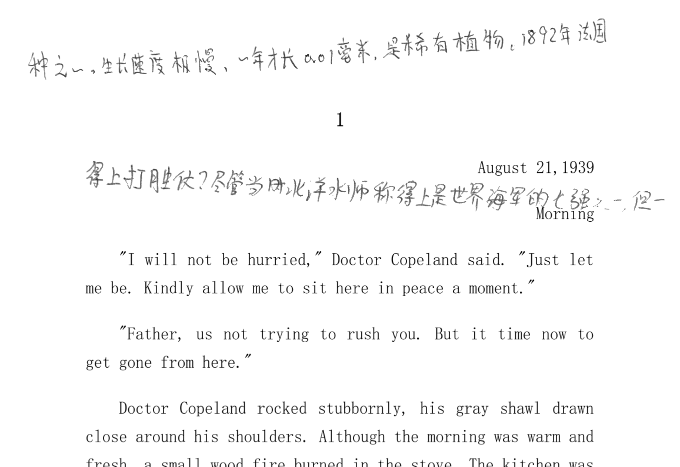 种之一。生长速度极慢、一年才长0.01毫米，是稀有植物。1892年法国
1
August 21,1939
得上打胜仗？尽管当时，北洋水师称得上是世界海军的七强之一，但一
Morning
"I will not be hurried," Doctor Copeland said. "Just let
me be. Kindly allow me to sit here in peace a moment."
"Father, us not trying to rush you. But it time now to
get gone from here."
Doctor Copeland rocked stubbornly, his gray shawl drawn
close around his shoulders. Although the morning was warm and
fresh, a small wood fire burned in the stove. The kitchen was